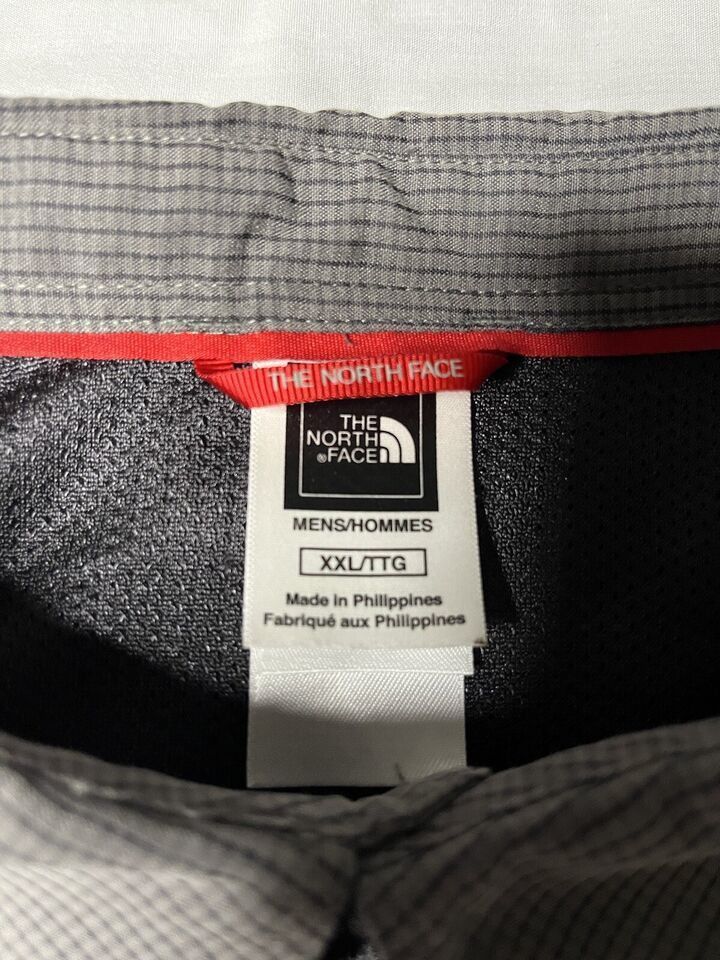 THE NORTH FACE
THE
NORTH
®FACE
MENS/HOMMES
XXL/TTG
Made in Philippines
Fabriqué aux Philippines